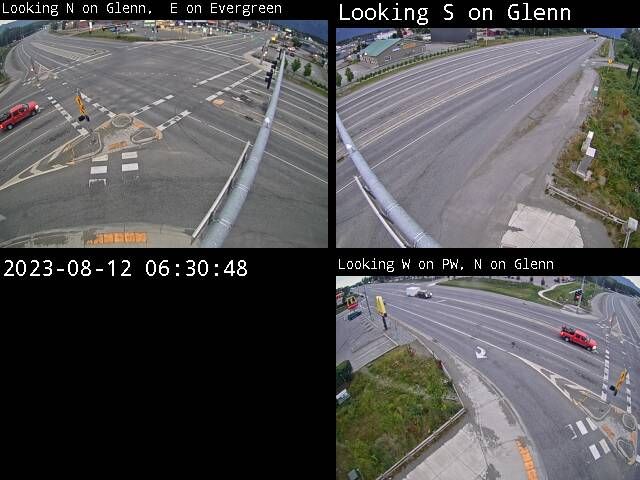 Looking N on Glenn,  E on Evergreen
Looking S on Glenn
2023-08-12 06:30:48
Looking W on PW, N on Glenn